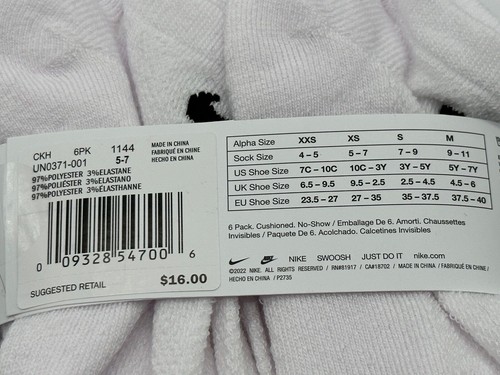 CKH 6PK 1144
UN0371-001 5-7
MADE IN CHINA
FABRIQUÉ EN CHINE
HECHO EN CHINA
97%POLYESTER 3%ELASTANE
97%POLIÉSTER 3%ELASTANO
97%POLYESTER 3%ÉLASTHANNE
0 09328 54700 6
SUGGESTED RETAIL $16.00
Alpha Size XXS XS S M
Sock Size 4 – 5 5 – 7 7 – 9 9 – 11
US Shoe Size 7C – 10C 10C – 3Y 3Y – 5Y 5Y – 7Y
UK Shoe Size 6.5 – 9.5 9.5 – 2.5 2.5 – 4.5 4.5 – 6
EU Shoe Size 23.5 – 27 27 – 35 35 – 37.5 37.5 – 40
6 Pack. Cushioned. No-Show / Emballage De 6. Amorti. Chaussettes
Invisibles / Paquete De 6. Acolchado. Calcetines Invisibles
NIKE SWOOSH JUST DO IT nike.com
©2022 NIKE. ALL RIGHTS RESERVED / RN#91917 / CA#18702 / MADE IN CHINA / FABRIQUÉ EN CHINE /
HECHO EN CHINA / P2735